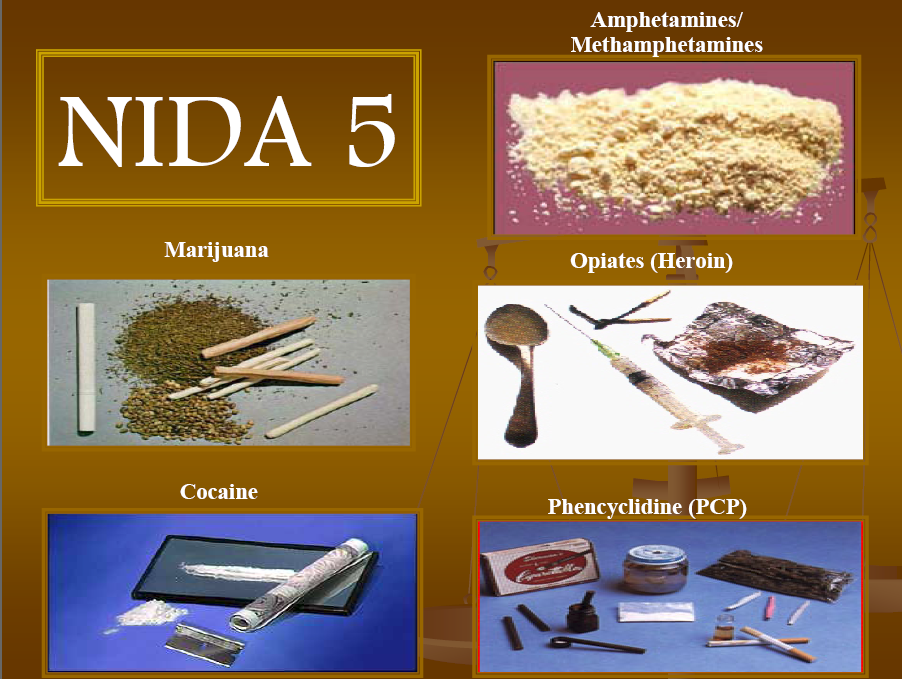 NIDA 5
Amphetamines/
Methamphetamines
Marijuana
Opiates (Heroin)
Cocaine
Phencyclidine (PCP)